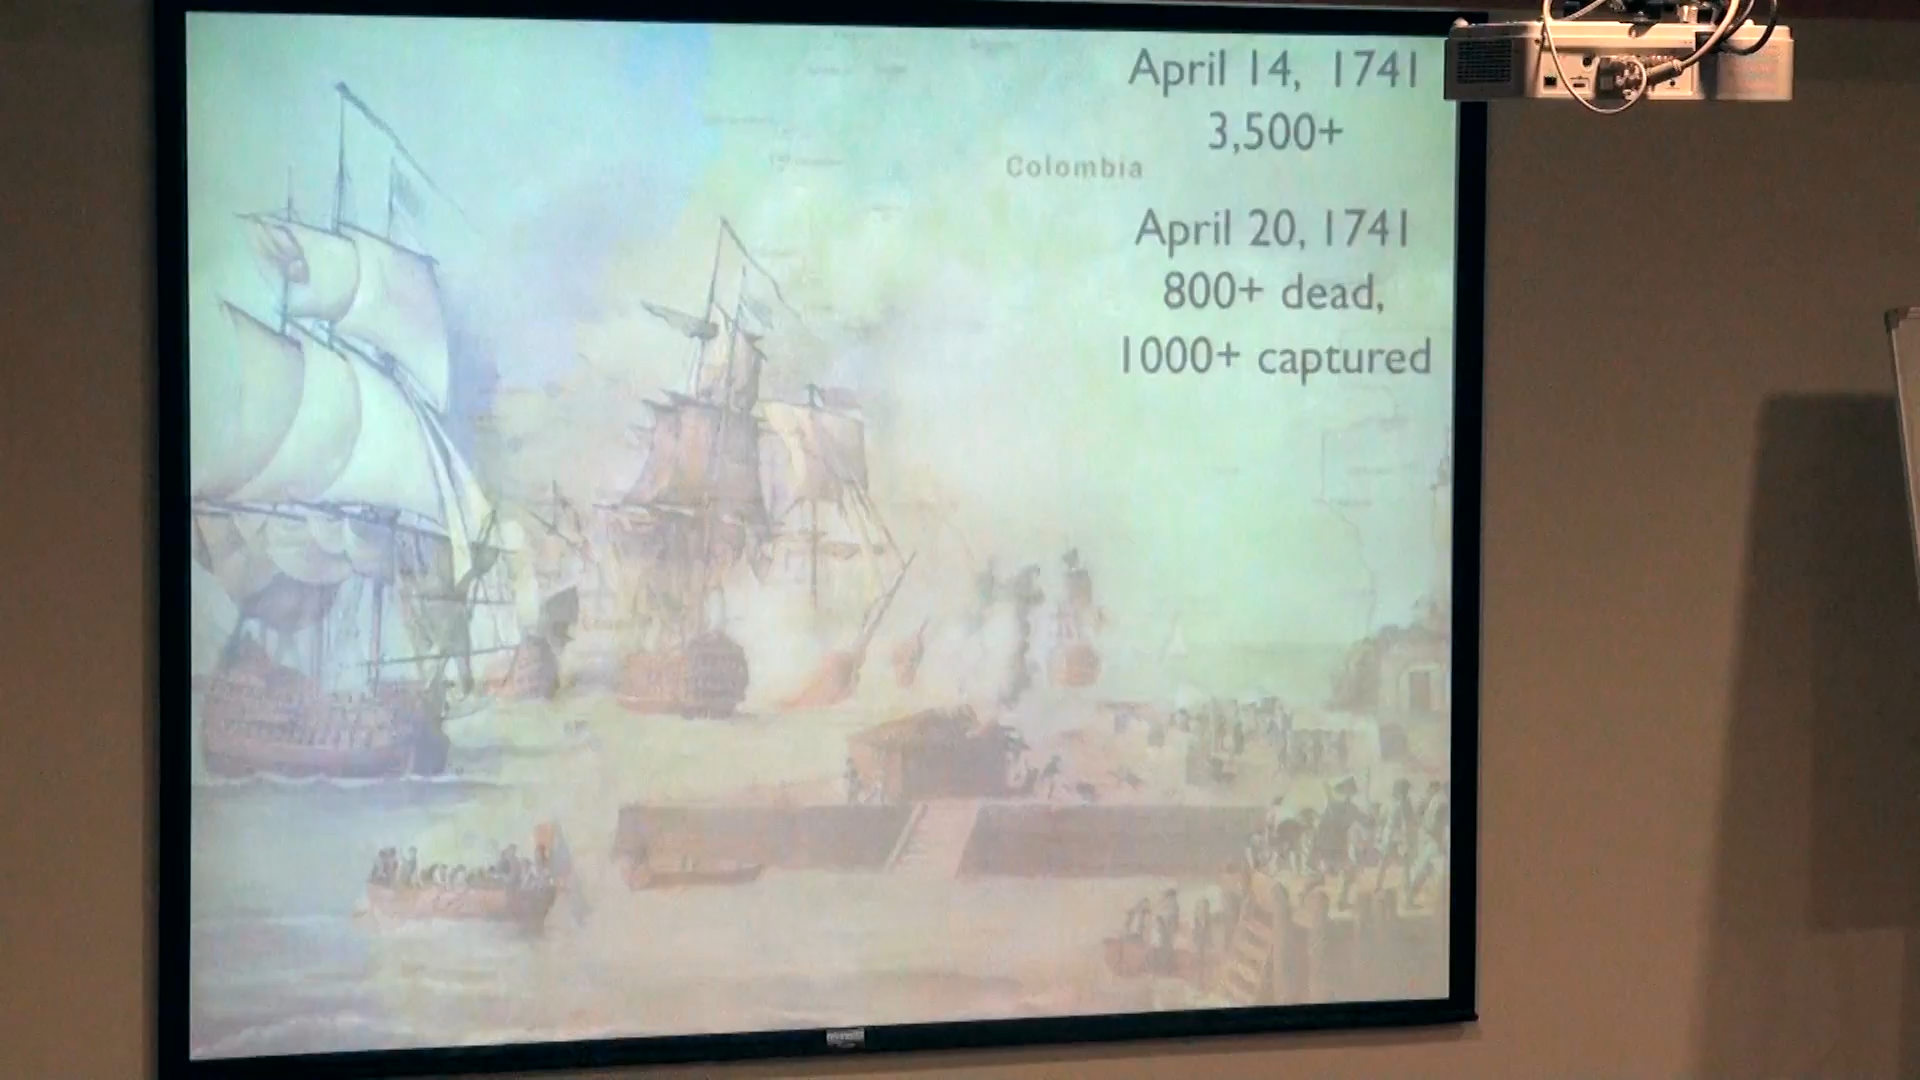 April 14, 1741
3,500+
Colombia
April 20, 1741
800+ dead,
1000+ captured